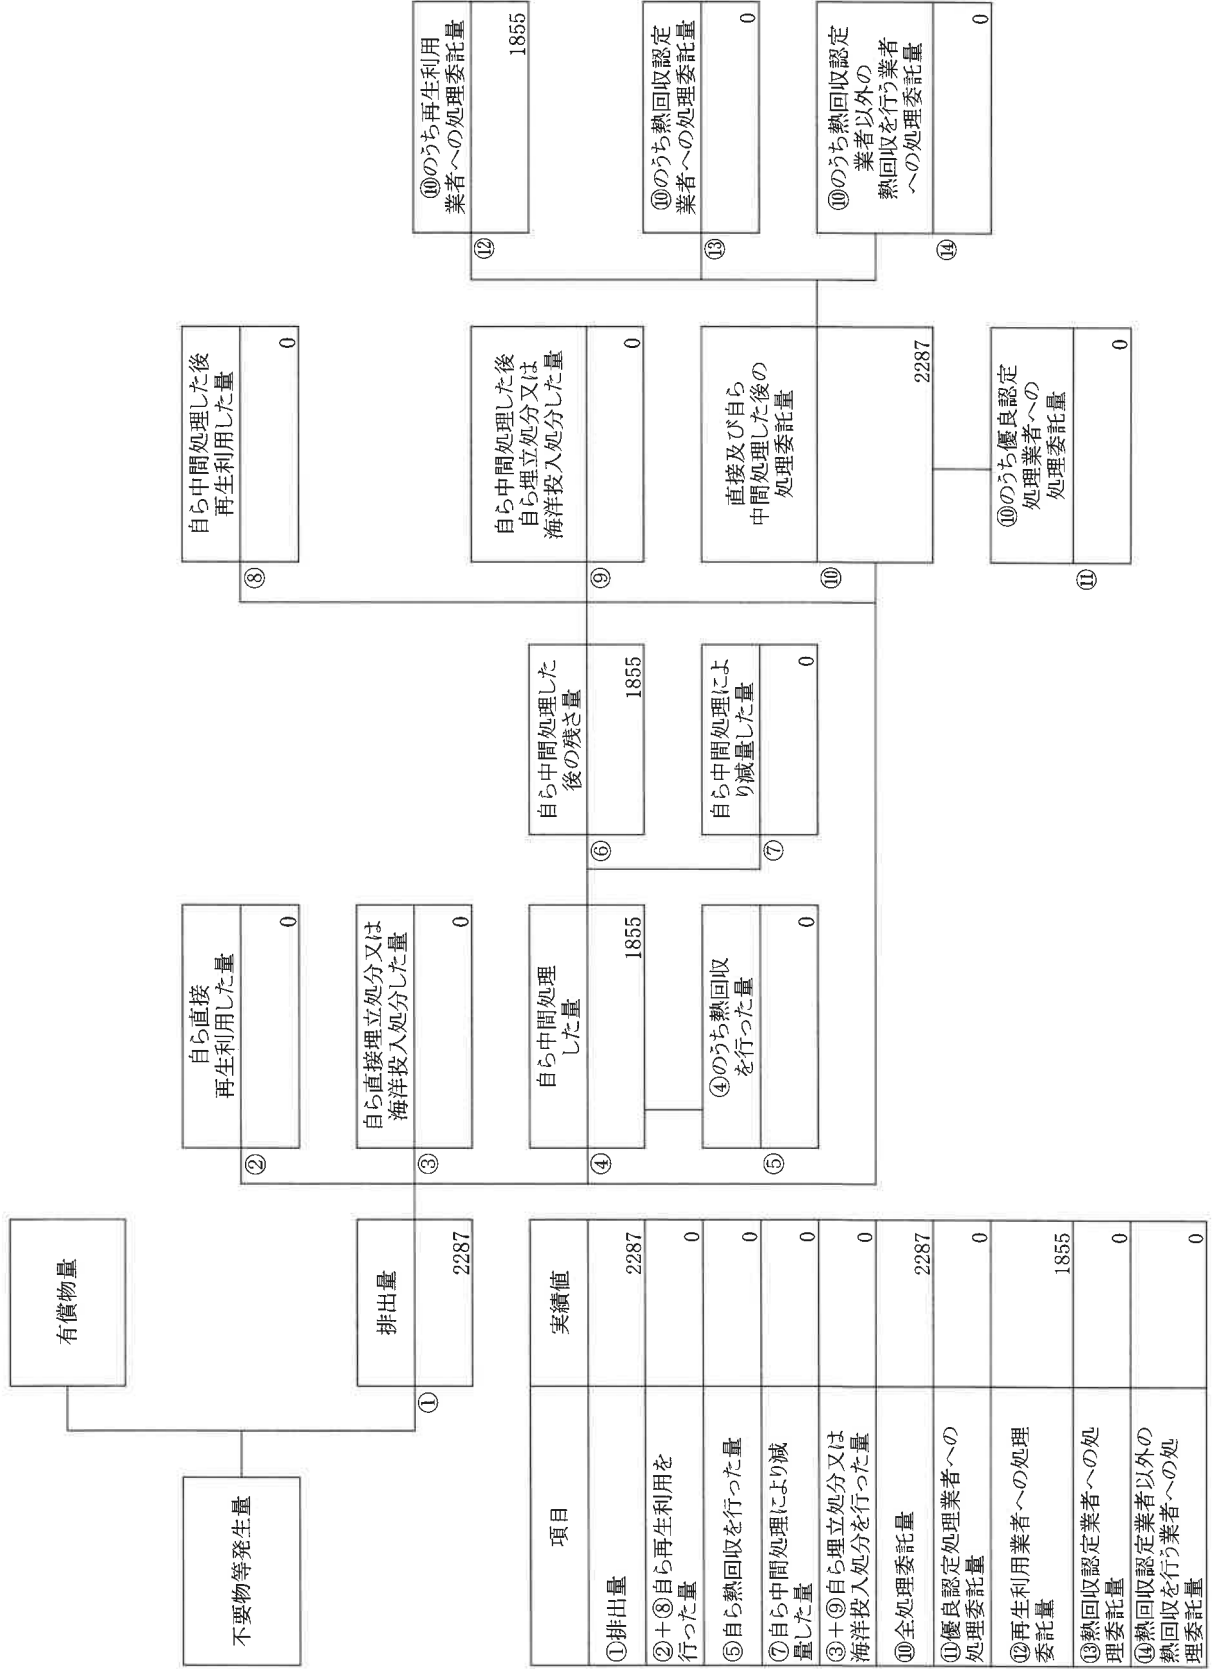 不要物等発生量
有償物量
①
排出量
2287
②
自ら直接
再生利用した量
0
③
自ら直接埋立処分又は
海洋投入処分した量
0
④
自ら中間処理
した量
1855
⑤
④のうち熱回収
を行った量
0
⑥
自ら中間処理した
後の残さ量
1855
⑦
自ら中間処理によ
り減量した量
0
⑧
自ら中間処理した後
再生利用した量
0
⑨
自ら中間処理した後
自ら埋立処分又は
海洋投入処分した量
0
⑩
直接及び自ら
中間処理した後の
処理委託量
2287
⑪
⑩のうち優良認定
処理業者への
処理委託量
0
⑫
⑩のうち再生利用
業者への処理委託量
1855
⑬
⑩のうち熱回収認定
業者への処理委託量
0
⑭
⑩のうち熱回収認定
業者以外の
熱回収を行う業者
への処理委託量
0
項目 実績値
①排出量 2287
②+⑧自ら再生利用を
行った量 0
⑤自ら熱回収を行った量 0
⑦自ら中間処理により減
量した量 0
③+⑨自ら埋立処分又は
海洋投入処分を行った量 0
⑩全処理委託量 2287
⑪優良認定処理業者への
処理委託量 0
⑫再生利用業者への処理
委託量 1855
⑬熱回収認定業者への処
理委託量 0
⑭熱回収認定業者以外の
熱回収を行う業者への処
理委託量 0